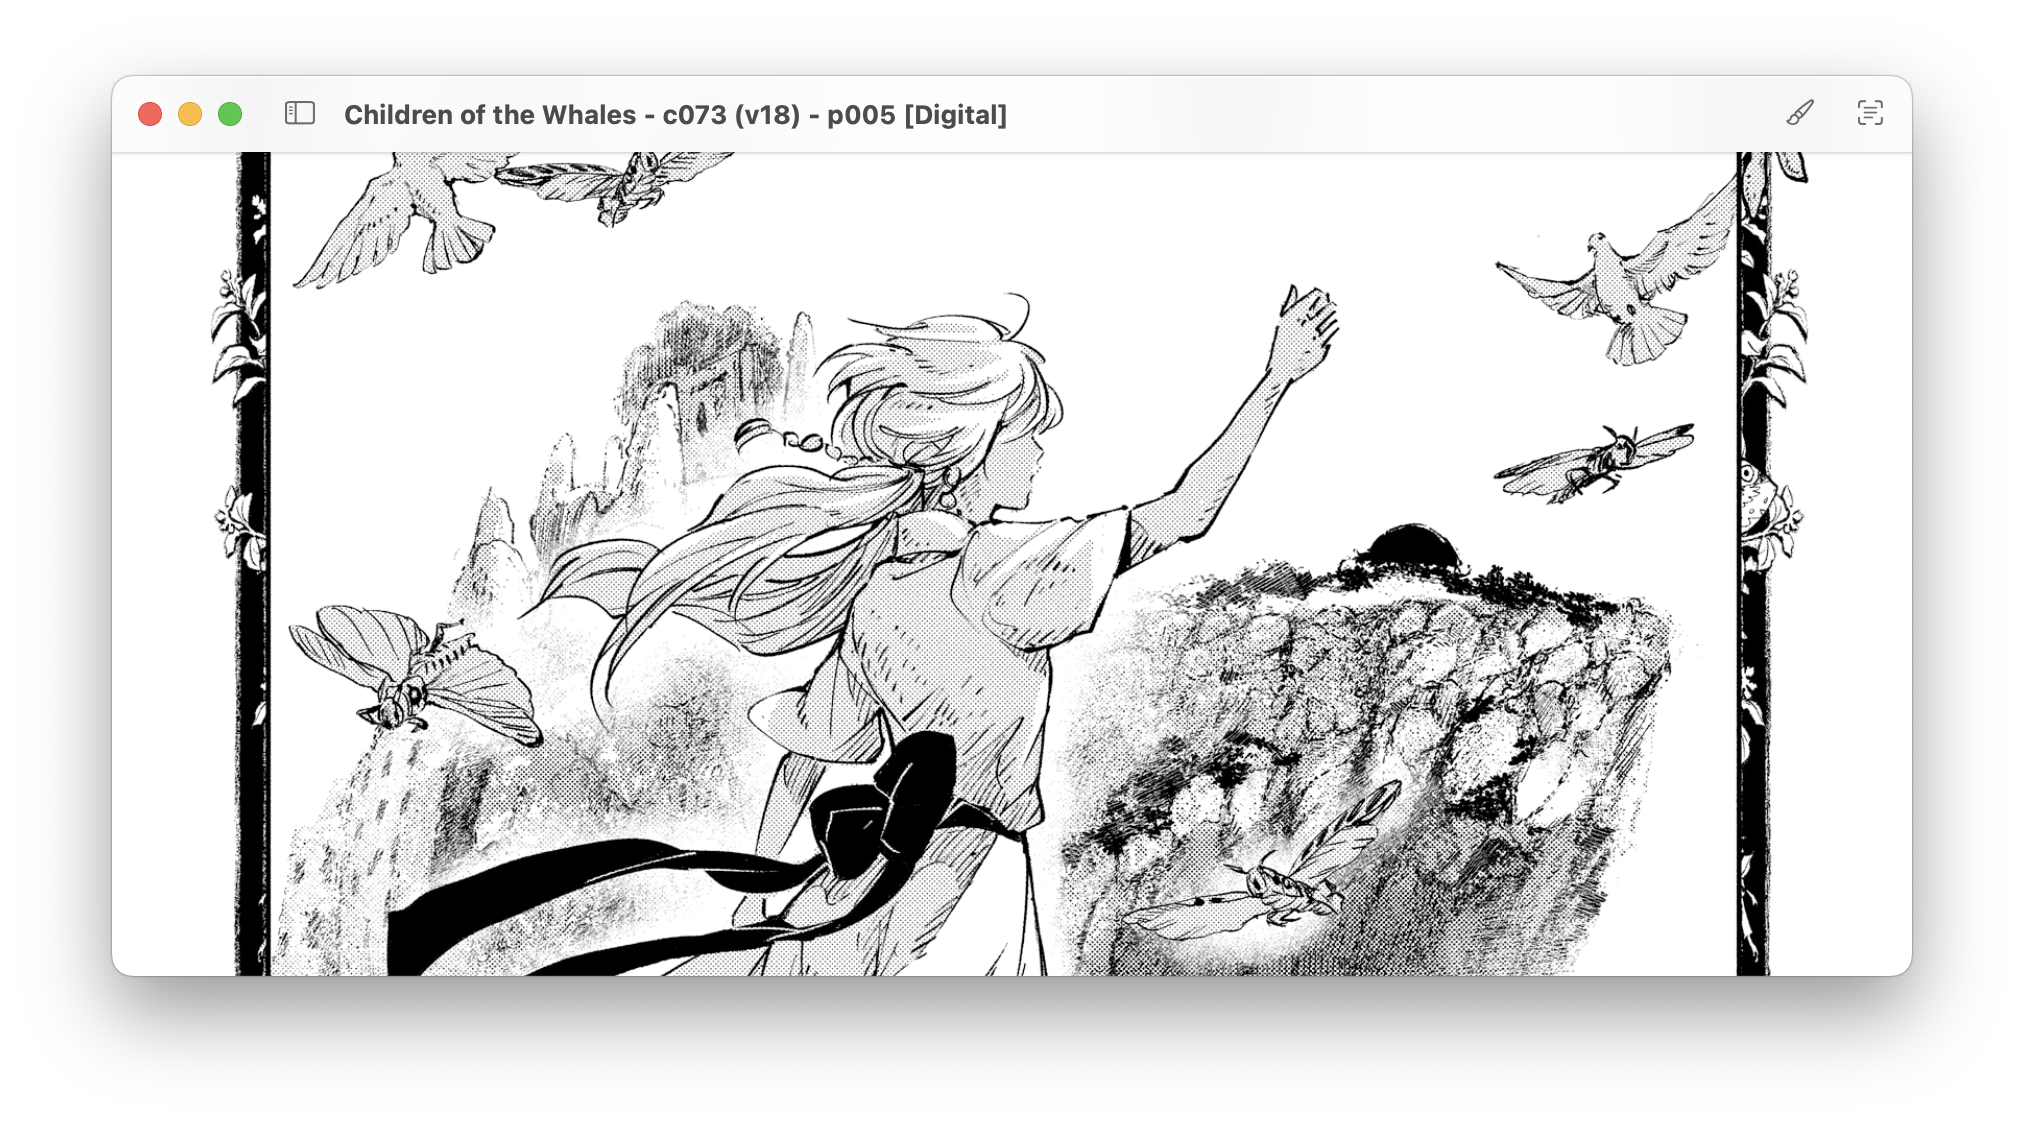 Children of the Whales - c073 (v18) - p005 [Digital]